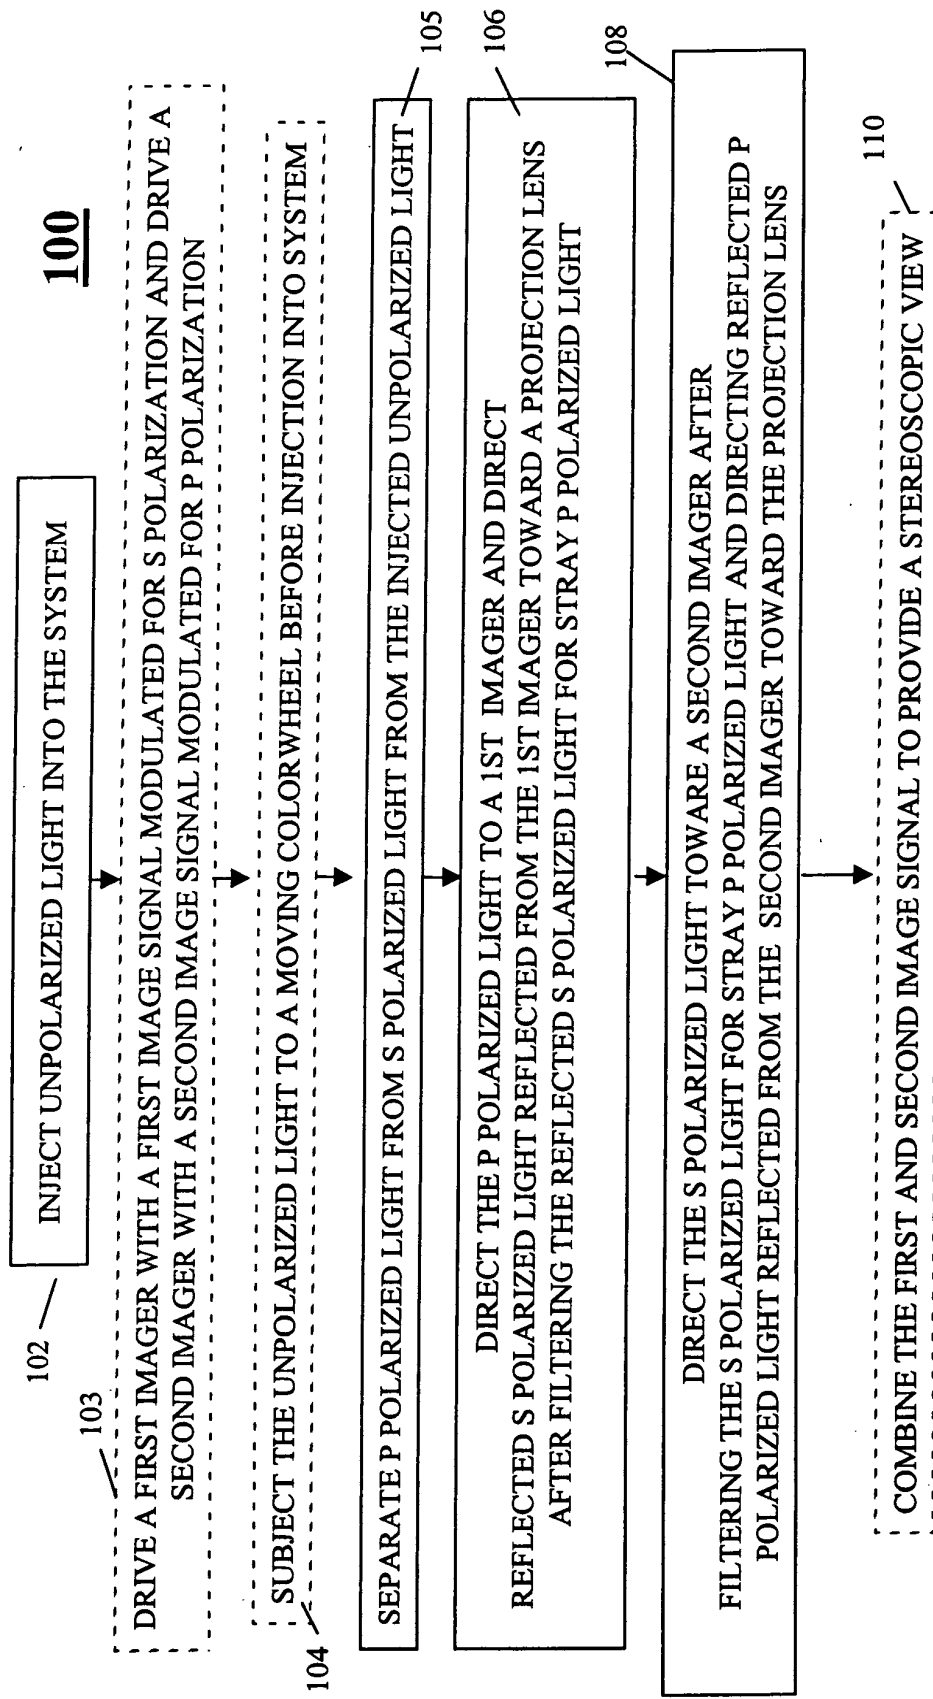 100
102
INJECT UNPOLARIZED LIGHT INTO THE SYSTEM
103
DRIVE A FIRST IMAGER WITH A FIRST IMAGE SIGNAL MODULATED FOR S POLARIZATION AND DRIVE A
SECOND IMAGER WITH A SECOND IMAGE SIGNAL MODULATED FOR P POLARIZATION
104
SUBJECT THE UNPOLARIZED LIGHT TO A MOVING COLORWHEEL BEFORE INJECTION INTO SYSTEM
105
SEPARATE P POLARIZED LIGHT FROM S POLARIZED LIGHT FROM THE INJECTED UNPOLARIZED LIGHT
106
DIRECT THE P POLARIZED LIGHT TO A 1ST IMAGER AND DIRECT
REFLECTED S POLARIZED LIGHT REFLECTED FROM THE 1ST IMAGER TOWARD A PROJECTION LENS
AFTER FILTERING THE REFLECTED S POLARIZED LIGHT FOR STRAY P POLARIZED LIGHT
108
DIRECT THE S POLARIZED LIGHT TOWARE A SECOND IMAGER AFTER
FILTERING THE S POLARIZED LIGHT FOR STRAY P POLARIZED LIGHT AND DIRECTING REFLECTED P
POLARIZED LIGHT REFLECTED FROM THE SECOND IMAGER TOWARD THE PROJECTION LENS
110
COMBINE THE FIRST AND SECOND IMAGE SIGNAL TO PROVIDE A STEREOSCOPIC VIEW